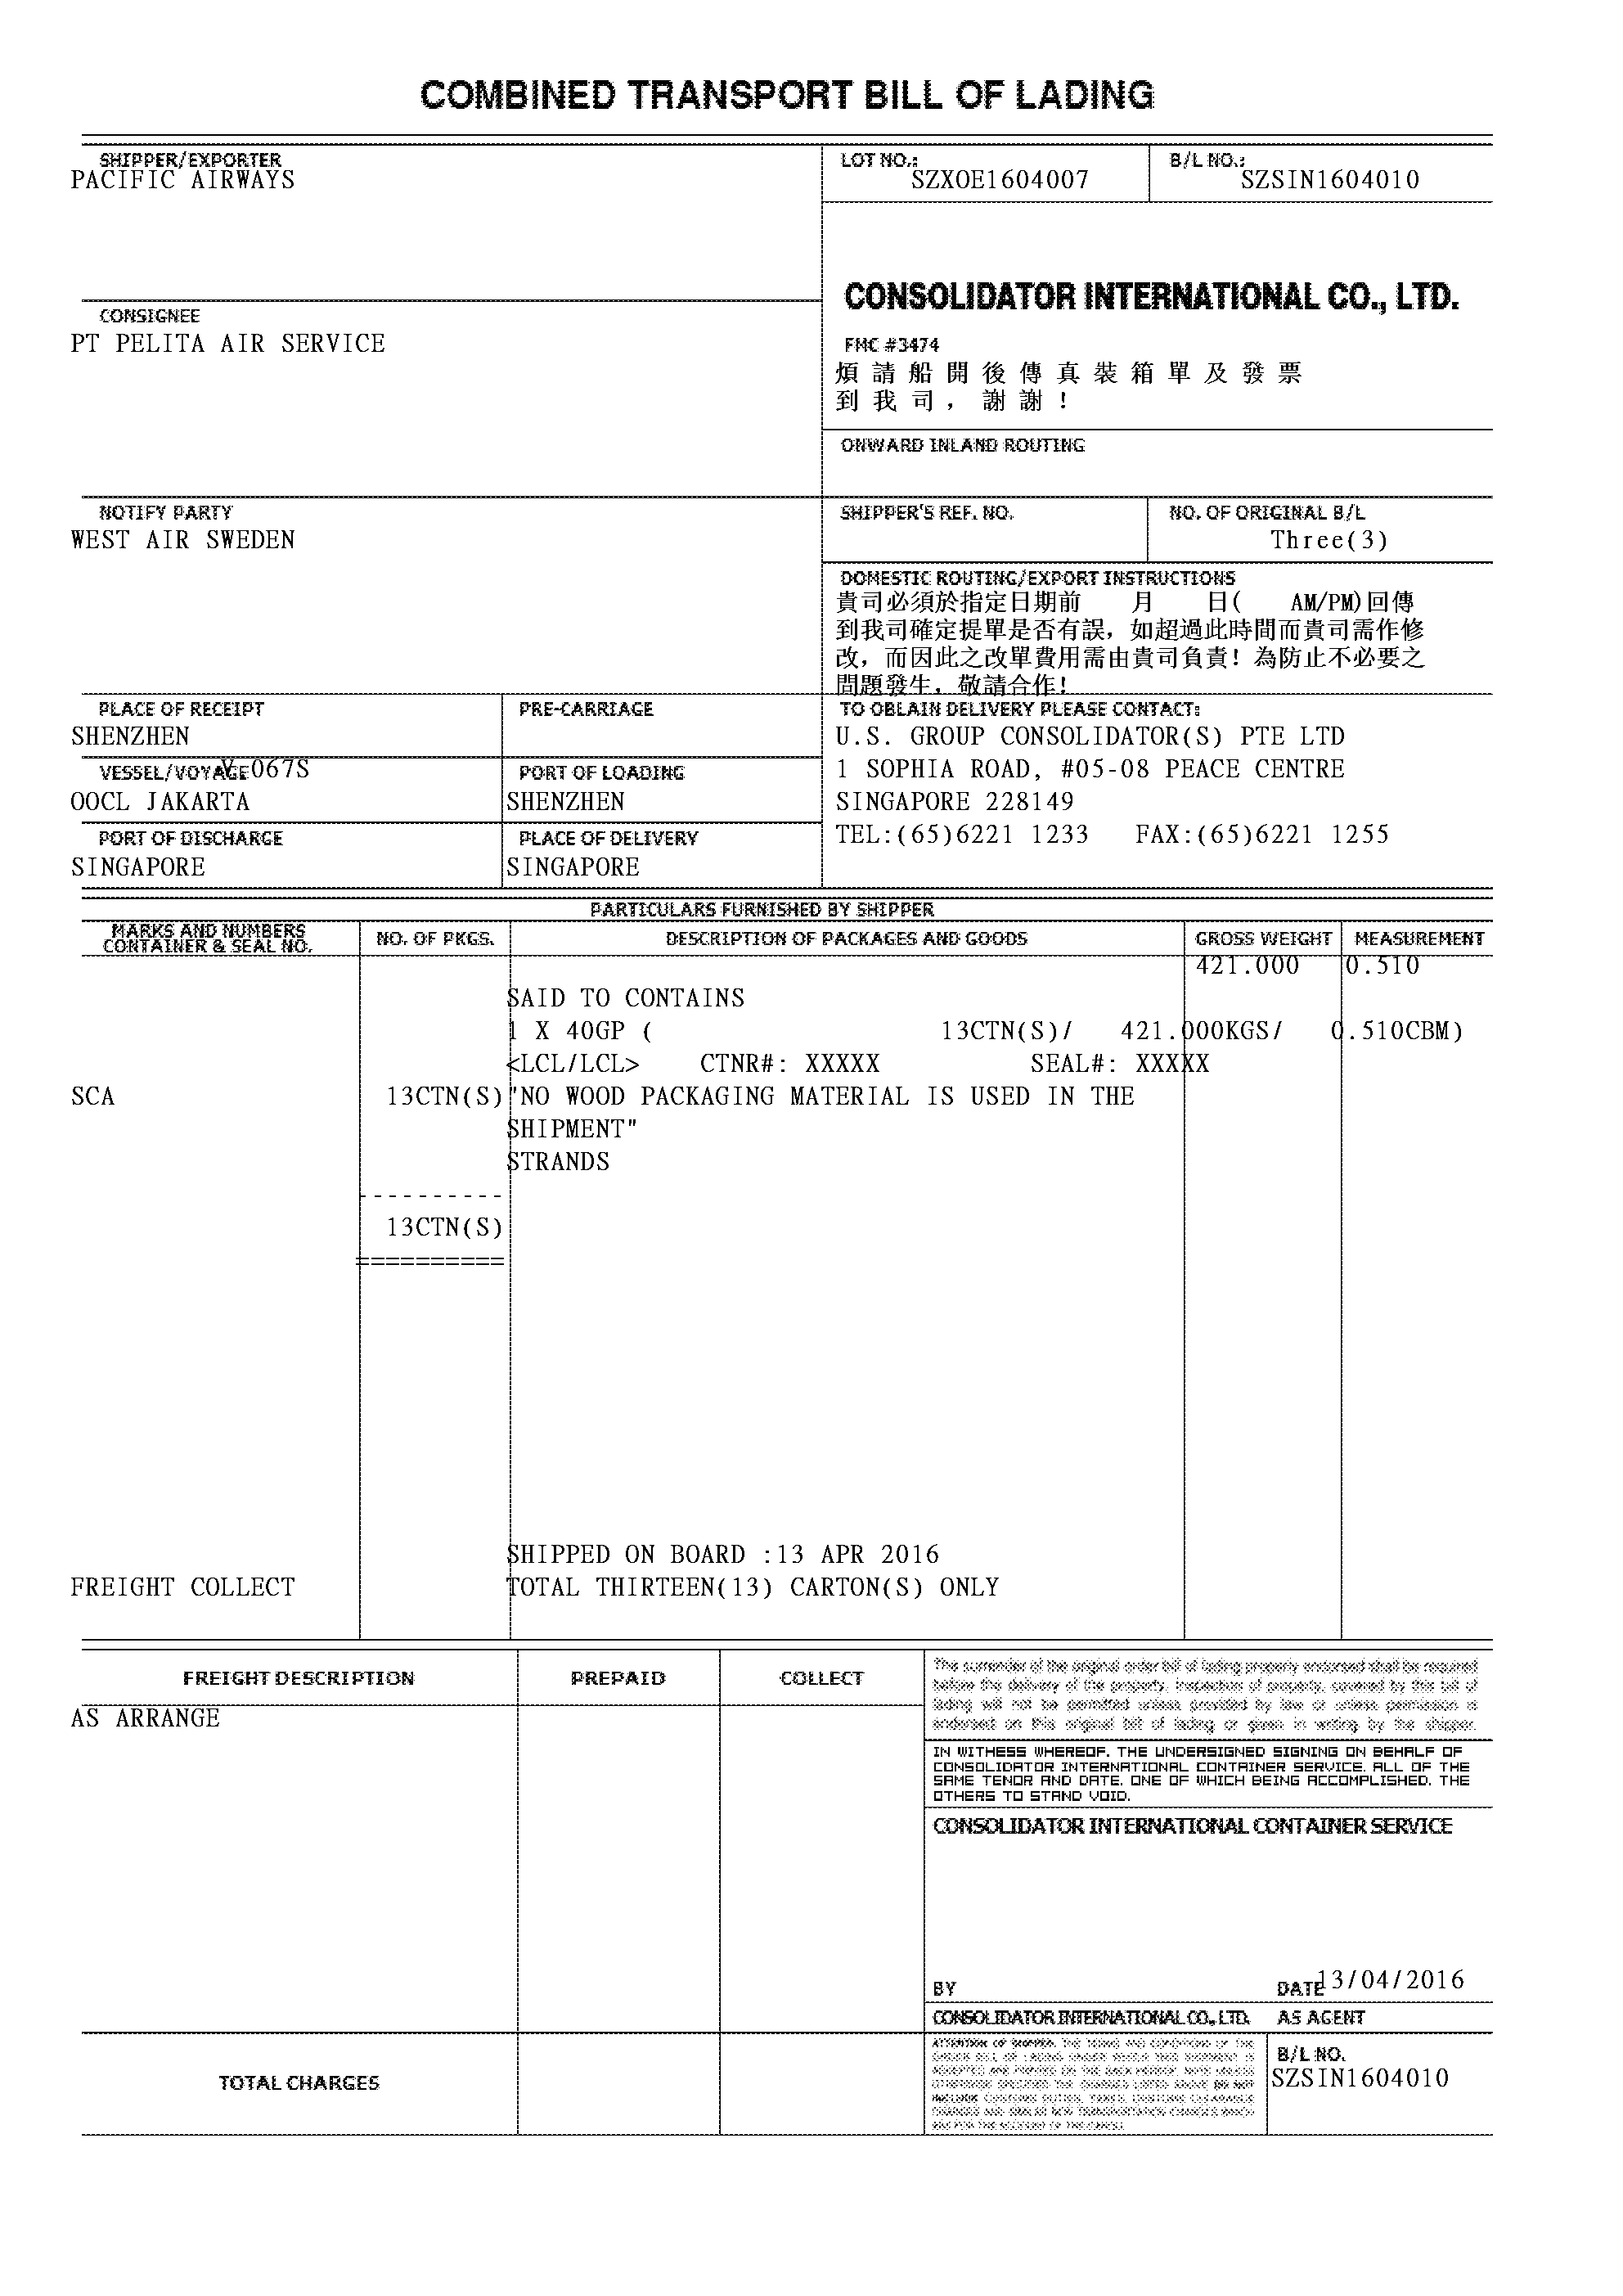 COMBINED TRANSPORT BILL OF LADING
SHIPPER/EXPORTER
PACIFIC AIRWAYS
LOT NO.:
SZXOE1604007
B/L NO.:
SZSIN1604010
CONSOLIDATOR INTERNATIONAL CO., LTD.
FMC #3474
煩請船開後傳真裝箱單及發票
到我司，謝謝！
CONSIGNEE
PT PELITA AIR SERVICE
ONWARD INLAND ROUTING
NOTIFY PARTY
WEST AIR SWEDEN
SHIPPER'S REF. NO.
NO. OF ORIGINAL B/L
Three(3)
DOMESTIC ROUTING/EXPORT INSTRUCTIONS
貴司必須於指定日期前 月 日( AM/PM)回傳
到我司確定提單是否有誤，如超過此時間而貴司需作修
改，而因此之改單費用需由貴司負責！為防止不必要之
問題發生，敬請合作！
PLACE OF RECEIPT
SHENZHEN
PRE-CARRIAGE
VESSEL/VOYAGE V.067S
OOCL JAKARTA
PORT OF LOADING
SHENZHEN
PORT OF DISCHARGE
SINGAPORE
PLACE OF DELIVERY
SINGAPORE
TO OBLAIN DELIVERY PLEASE CONTACT:
U.S. GROUP CONSOLIDATOR(S) PTE LTD
1 SOPHIA ROAD, #05-08 PEACE CENTRE
SINGAPORE 228149
TEL:(65)6221 1233 FAX:(65)6221 1255
PARTICULARS FURNISHED BY SHIPPER
MARKS AND NUMBERS
CONTAINER & SEAL NO.
NO. OF PKGS.
DESCRIPTION OF PACKAGES AND GOODS
GROSS WEIGHT
MEASUREMENT
421.000 0.510
SAID TO CONTAINS
1 X 40GP ( 13CTN(S)/ 421.000KGS/ 0.510CBM)
<LCL/LCL> CTNR#: XXXXX SEAL#: XXXXX
SCA 13CTN(S) "NO WOOD PACKAGING MATERIAL IS USED IN THE
SHIPMENT"
STRANDS
----------
13CTN(S)
==========
SHIPPED ON BOARD :13 APR 2016
FREIGHT COLLECT TOTAL THIRTEEN(13) CARTON(S) ONLY
FREIGHT DESCRIPTION
PREPAID
COLLECT
AS ARRANGE
The surrender of the original order bill of lading properly endorsed shall be required
before the delivery of the property. Inspection of property covered by this bill of
lading will not be permitted unless provided by law or unless permission is
endorsed on this original bill of lading or given in writing by the shipper.
IN WITHESS WHEREOF, THE UNDERSIGNED SIGNING ON BEHALF OF
CONSOLIDATOR INTERNATIONAL CONTAINER SERVICE. ALL OF THE
SAME TENOR AND DATE. ONE OF WHICH BEING ACCOMPLISHED. THE
OTHERS TO STAND VOID.
CONSOLIDATOR INTERNATIONAL CONTAINER SERVICE
BY
DATE 13/04/2016
CONSOLIDATOR INTERNATIONAL CO., LTD. AS AGENT
TOTAL CHARGES
B/L NO.
SZSIN1604010